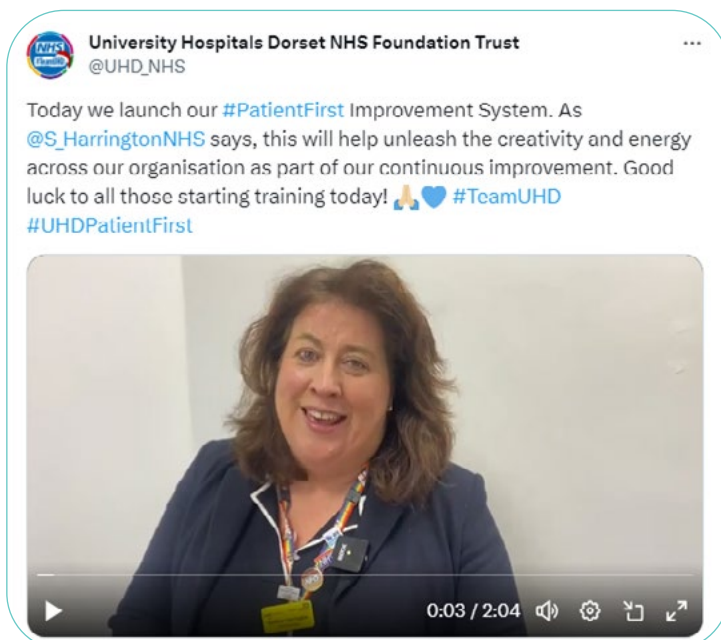 University Hospitals Dorset NHS Foundation Trust
@UHD_NHS
Today we launch our #PatientFirst Improvement System. As
@S_HarringtonNHS says, this will help unleash the creativity and energy
across our organisation as part of our continuous improvement. Good
luck to all those starting training today! 🙏🏼💙 #TeamUHD
#UHDPatientFirst
NHS
#TeamUHD
0:03 / 2:04